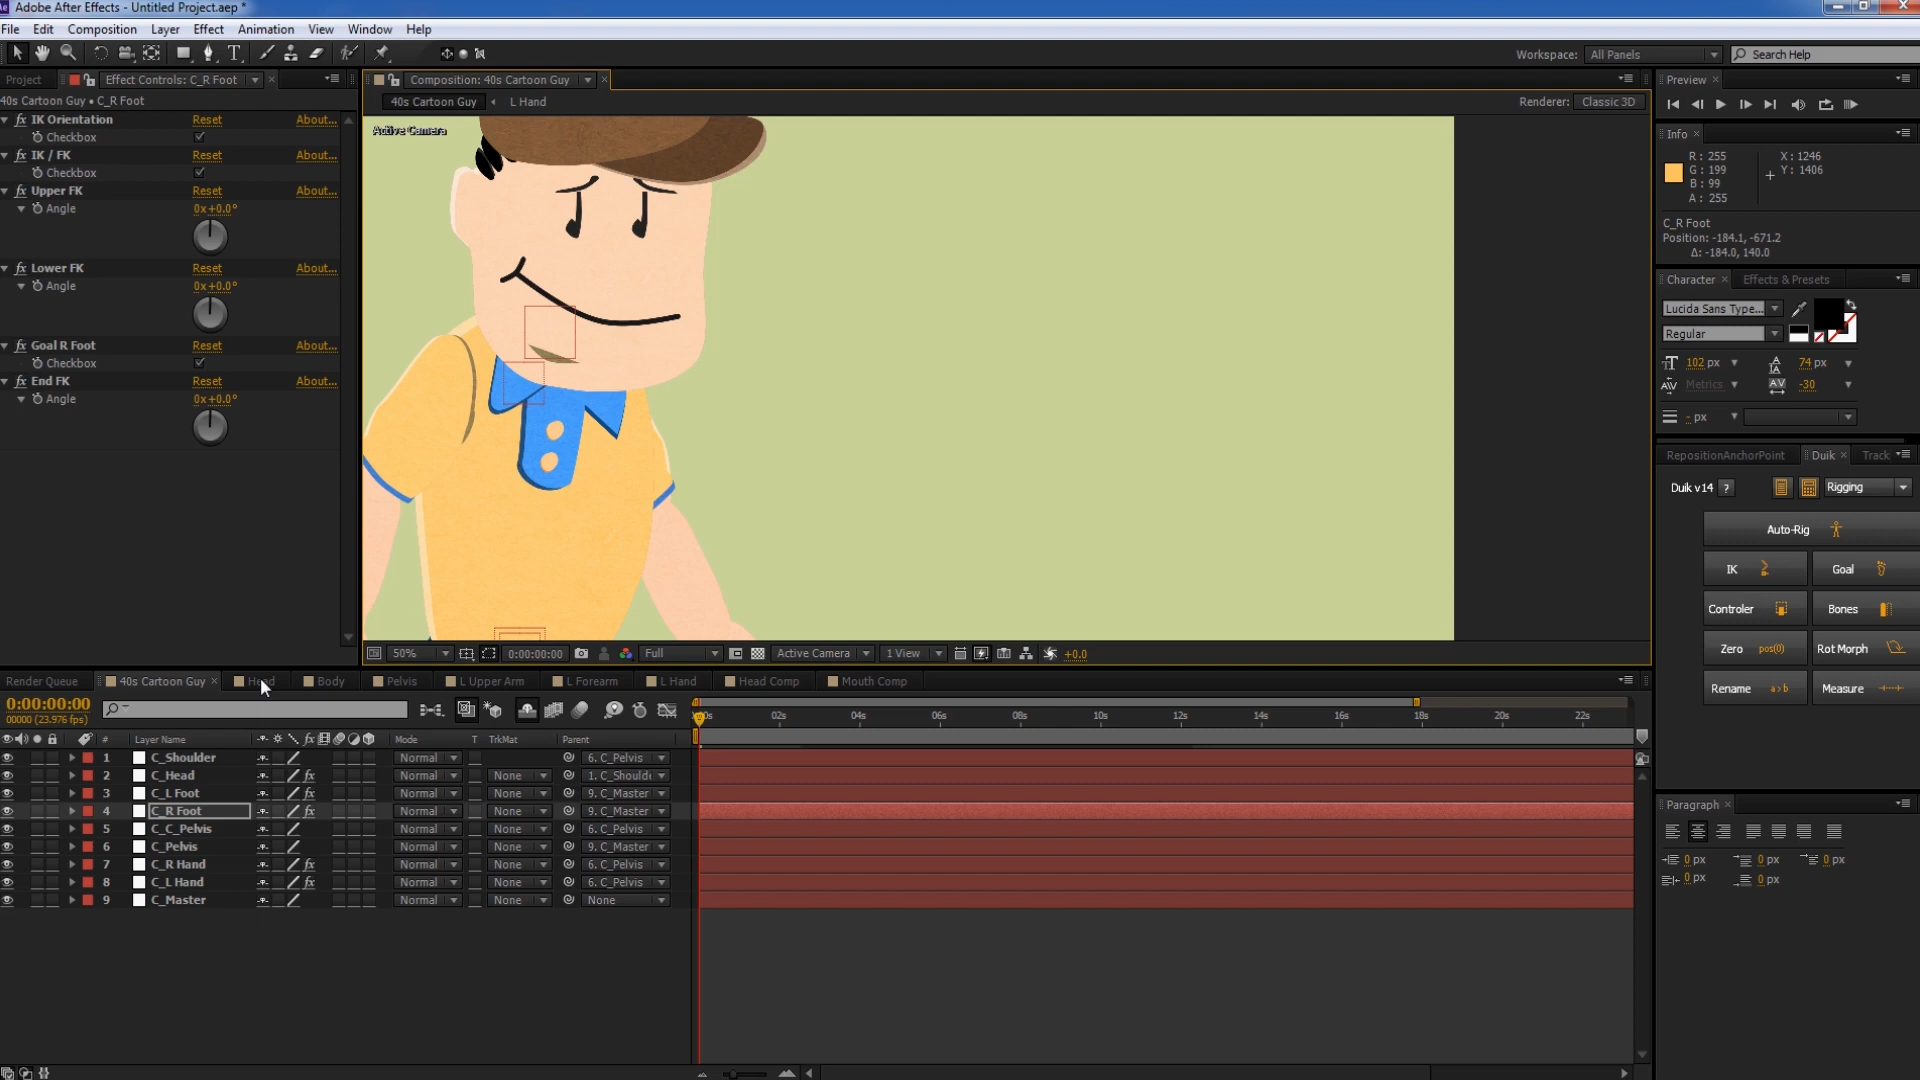 Adobe After Effects - Untitled Project.aep *
File Edit Composition Layer Effect Animation View Window Help
Workspace: All Panels Search Help
Project Effect Controls: C_R Foot
40s Cartoon Guy • C_R Foot
IK Orientation Reset About...
Checkbox
IK / FK Reset About...
Checkbox
Upper FK Reset About...
Angle 0x+0.0°
Lower FK Reset About...
Angle 0x+0.0°
Goal R Foot Reset About...
Checkbox
End FK Reset About...
Angle 0x+0.0°
Composition: 40s Cartoon Guy
40s Cartoon Guy L Hand Renderer: Classic 3D
Active Camera
50% 0:00:00:00 Full Active Camera 1 View +0.0
Preview
Info
R: 255 X: 1246
G: 199 Y: 1406
B: 99
A: 255
C_R Foot
Position: -184.1, -671.2
Δ: -184.0, 140.0
Character Effects & Presets
Lucida Sans Type...
Regular
102 px 74 px
Metrics -30
- px
RepositionAnchorPoint Duik Track
Duik v14 ? Rigging
Auto-Rig
IK Goal
Controler Bones
Zero pos(0) Rot Morph
Rename a>b Measure
Paragraph
0 px 0 px 0 px
0 px 0 px
Render Queue 40s Cartoon Guy Head Body Pelvis L Upper Arm L Forearm L Hand Head Comp Mouth Comp
0:00:00:00
00000 (23.976 fps)
02s 04s 06s 08s 10s 12s 14s 16s 18s 20s 22s
# Layer Name Mode T TrkMat Parent
1 C_Shoulder Normal 6. C_Pelvis
2 C_Head Normal None 1. C_Should
3 C_L Foot Normal None 9. C_Master
4 C_R Foot Normal None 9. C_Master
5 C_C_Pelvis Normal None 6. C_Pelvis
6 C_Pelvis Normal None 9. C_Master
7 C_R Hand Normal None 6. C_Pelvis
8 C_L Hand Normal None 6. C_Pelvis
9 C_Master Normal None None